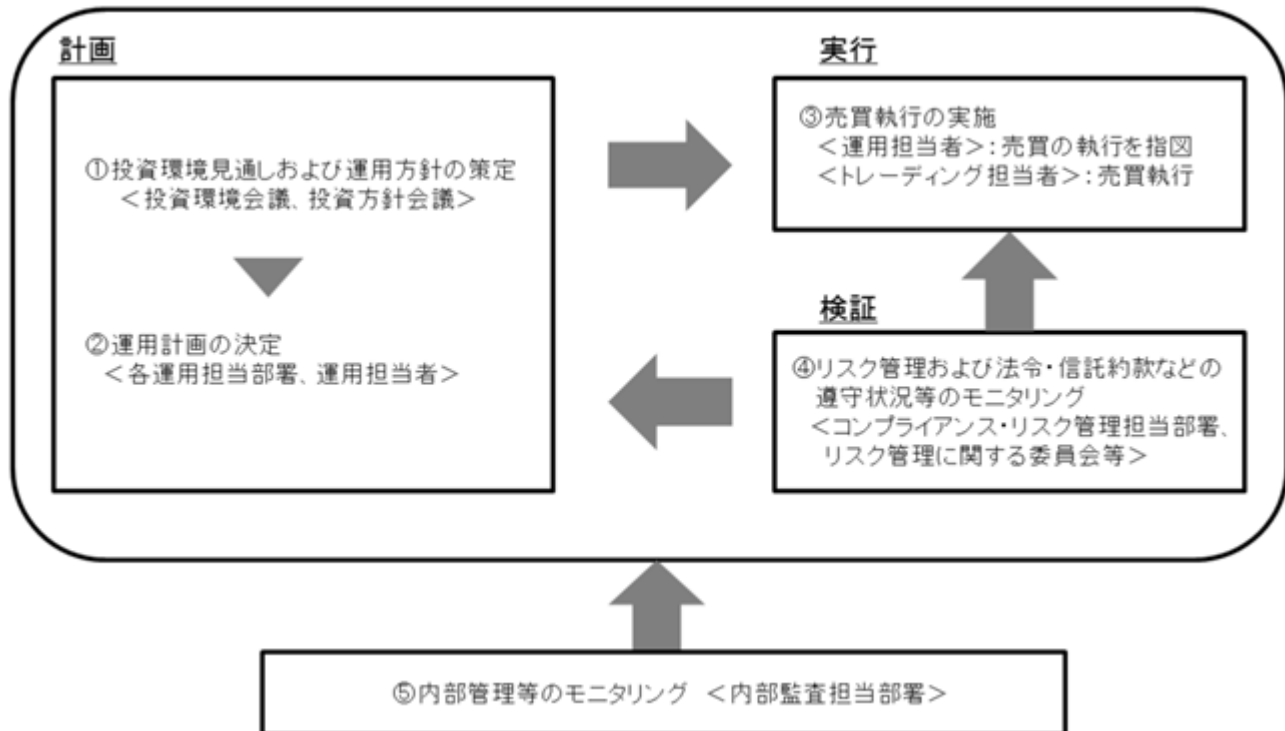 計画
①投資環境見通しおよび運用方針の策定
＜投資環境会議、投資方針会議＞
②運用計画の決定
＜各運用担当部署、運用担当者＞
実行
③売買執行の実施
＜運用担当者＞：売買の執行を指図
＜トレーディング担当者＞：売買執行
検証
④リスク管理および法令・信託約款などの
遵守状況等のモニタリング
＜コンプライアンス・リスク管理担当部署、
リスク管理に関する委員会等＞
⑤内部管理等のモニタリング ＜内部監査担当部署＞